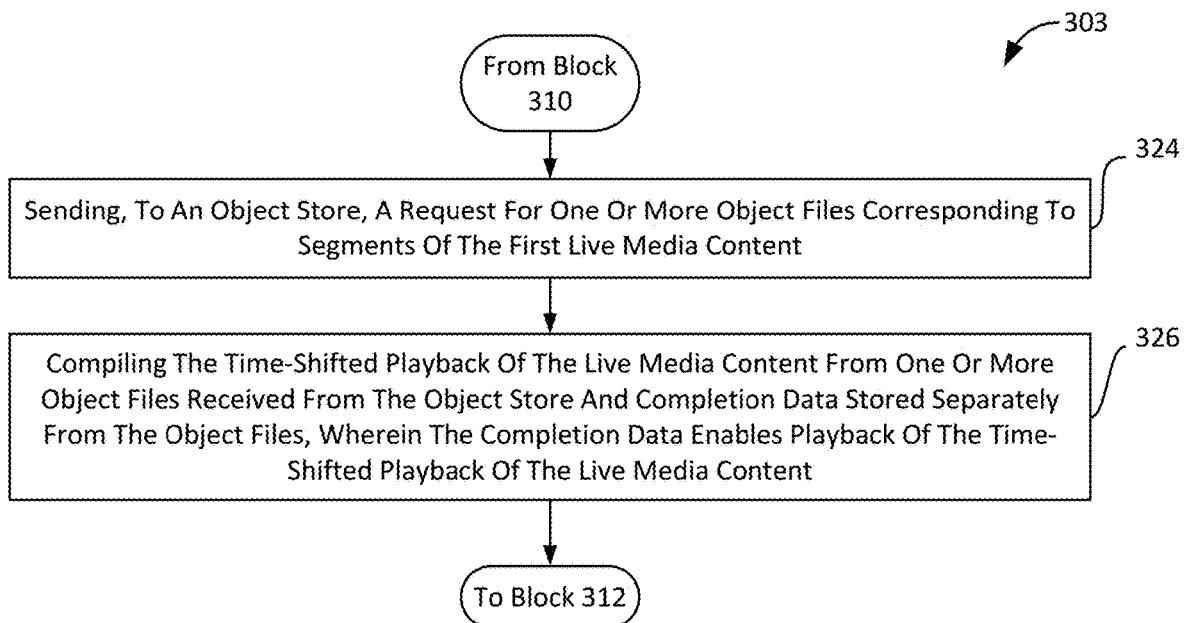 303
From Block
310
324
Sending, To An Object Store, A Request For One Or More Object Files Corresponding To
Segments Of The First Live Media Content
326
Compiling The Time-Shifted Playback Of The Live Media Content From One Or More
Object Files Received From The Object Store And Completion Data Stored Separately
From The Object Files, Wherein The Completion Data Enables Playback Of The Time-
Shifted Playback Of The Live Media Content
To Block 312